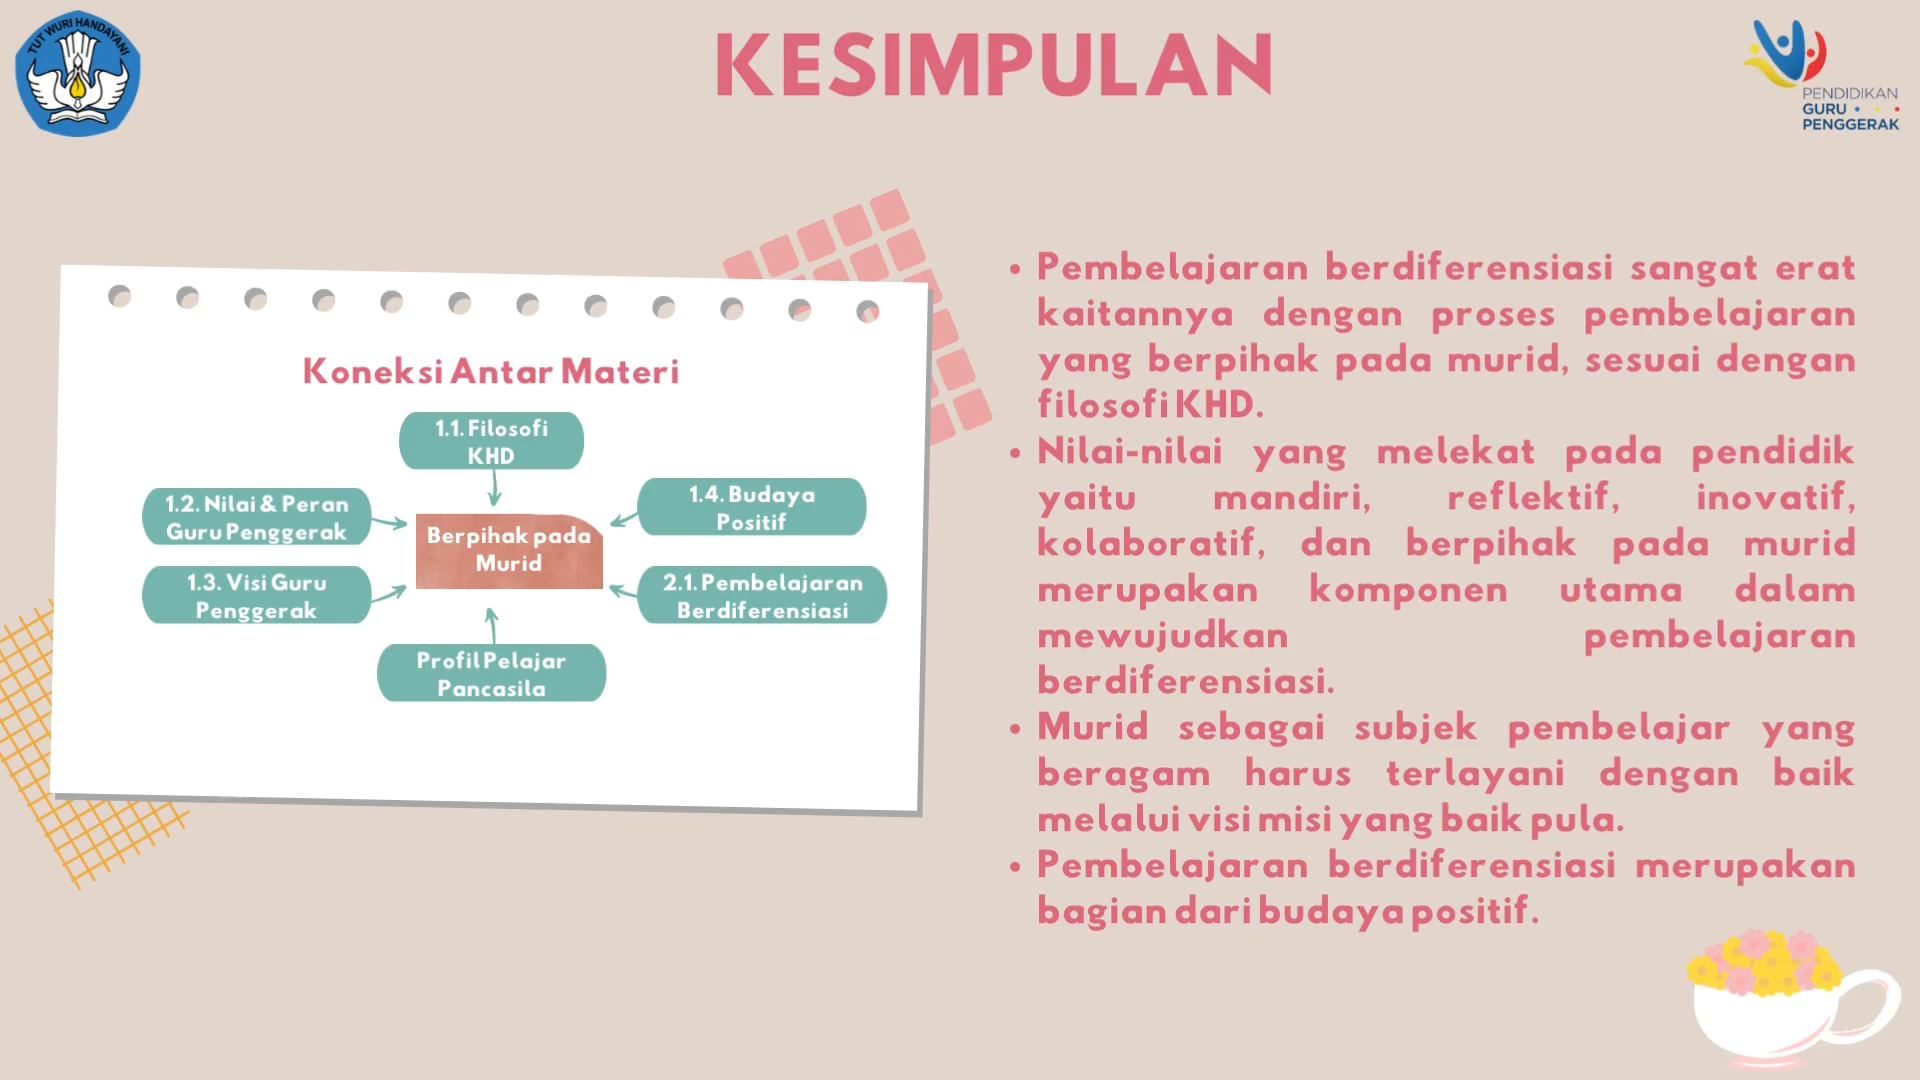 TUT WURI HANDAYANI
KESIMPULAN
PENDIDIKAN
GURU
PENGGERAK
Koneksi Antar Materi
1.1. Filosofi
KHD
1.2. Nilai & Peran
Guru Penggerak
1.4. Budaya
Positif
Berpihak pada
Murid
1.3. Visi Guru
Penggerak
2.1. Pembelajaran
Berdiferensiasi
Profil Pelajar
Pancasila
• Pembelajaran berdiferensiasi sangat erat
kaitannya dengan proses pembelajaran
yang berpihak pada murid, sesuai dengan
filosofi KHD.
• Nilai-nilai yang melekat pada pendidik
yaitu mandiri, reflektif, inovatif,
kolaboratif, dan berpihak pada murid
merupakan komponen utama dalam
mewujudkan pembelajaran
berdiferensiasi.
• Murid sebagai subjek pembelajar yang
beragam harus terlayani dengan baik
melalui visi misi yang baik pula.
• Pembelajaran berdiferensiasi merupakan
bagian dari budaya positif.